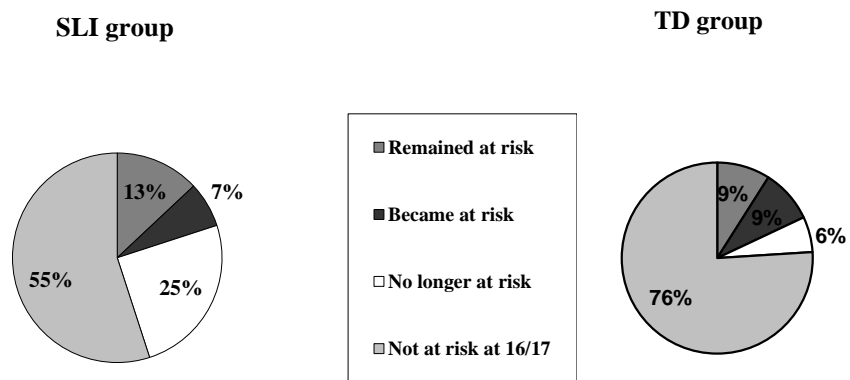 SLI group
TD group
13%
7%
25%
55%
Remained at risk
Became at risk
No longer at risk
Not at risk at 16/17
9%
9%
6%
76%